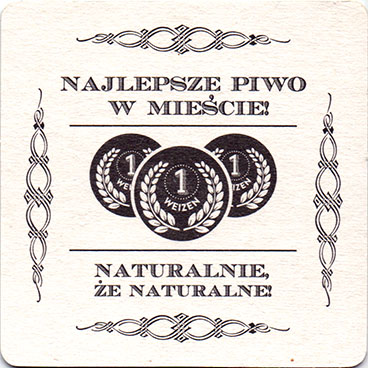 NAJLEPSZE PIWO
W MIEŚCIE!
1 1 1
WEIZEN WEIZEN WEIZEN
NATURALNIE,
ŻE NATURALNE!